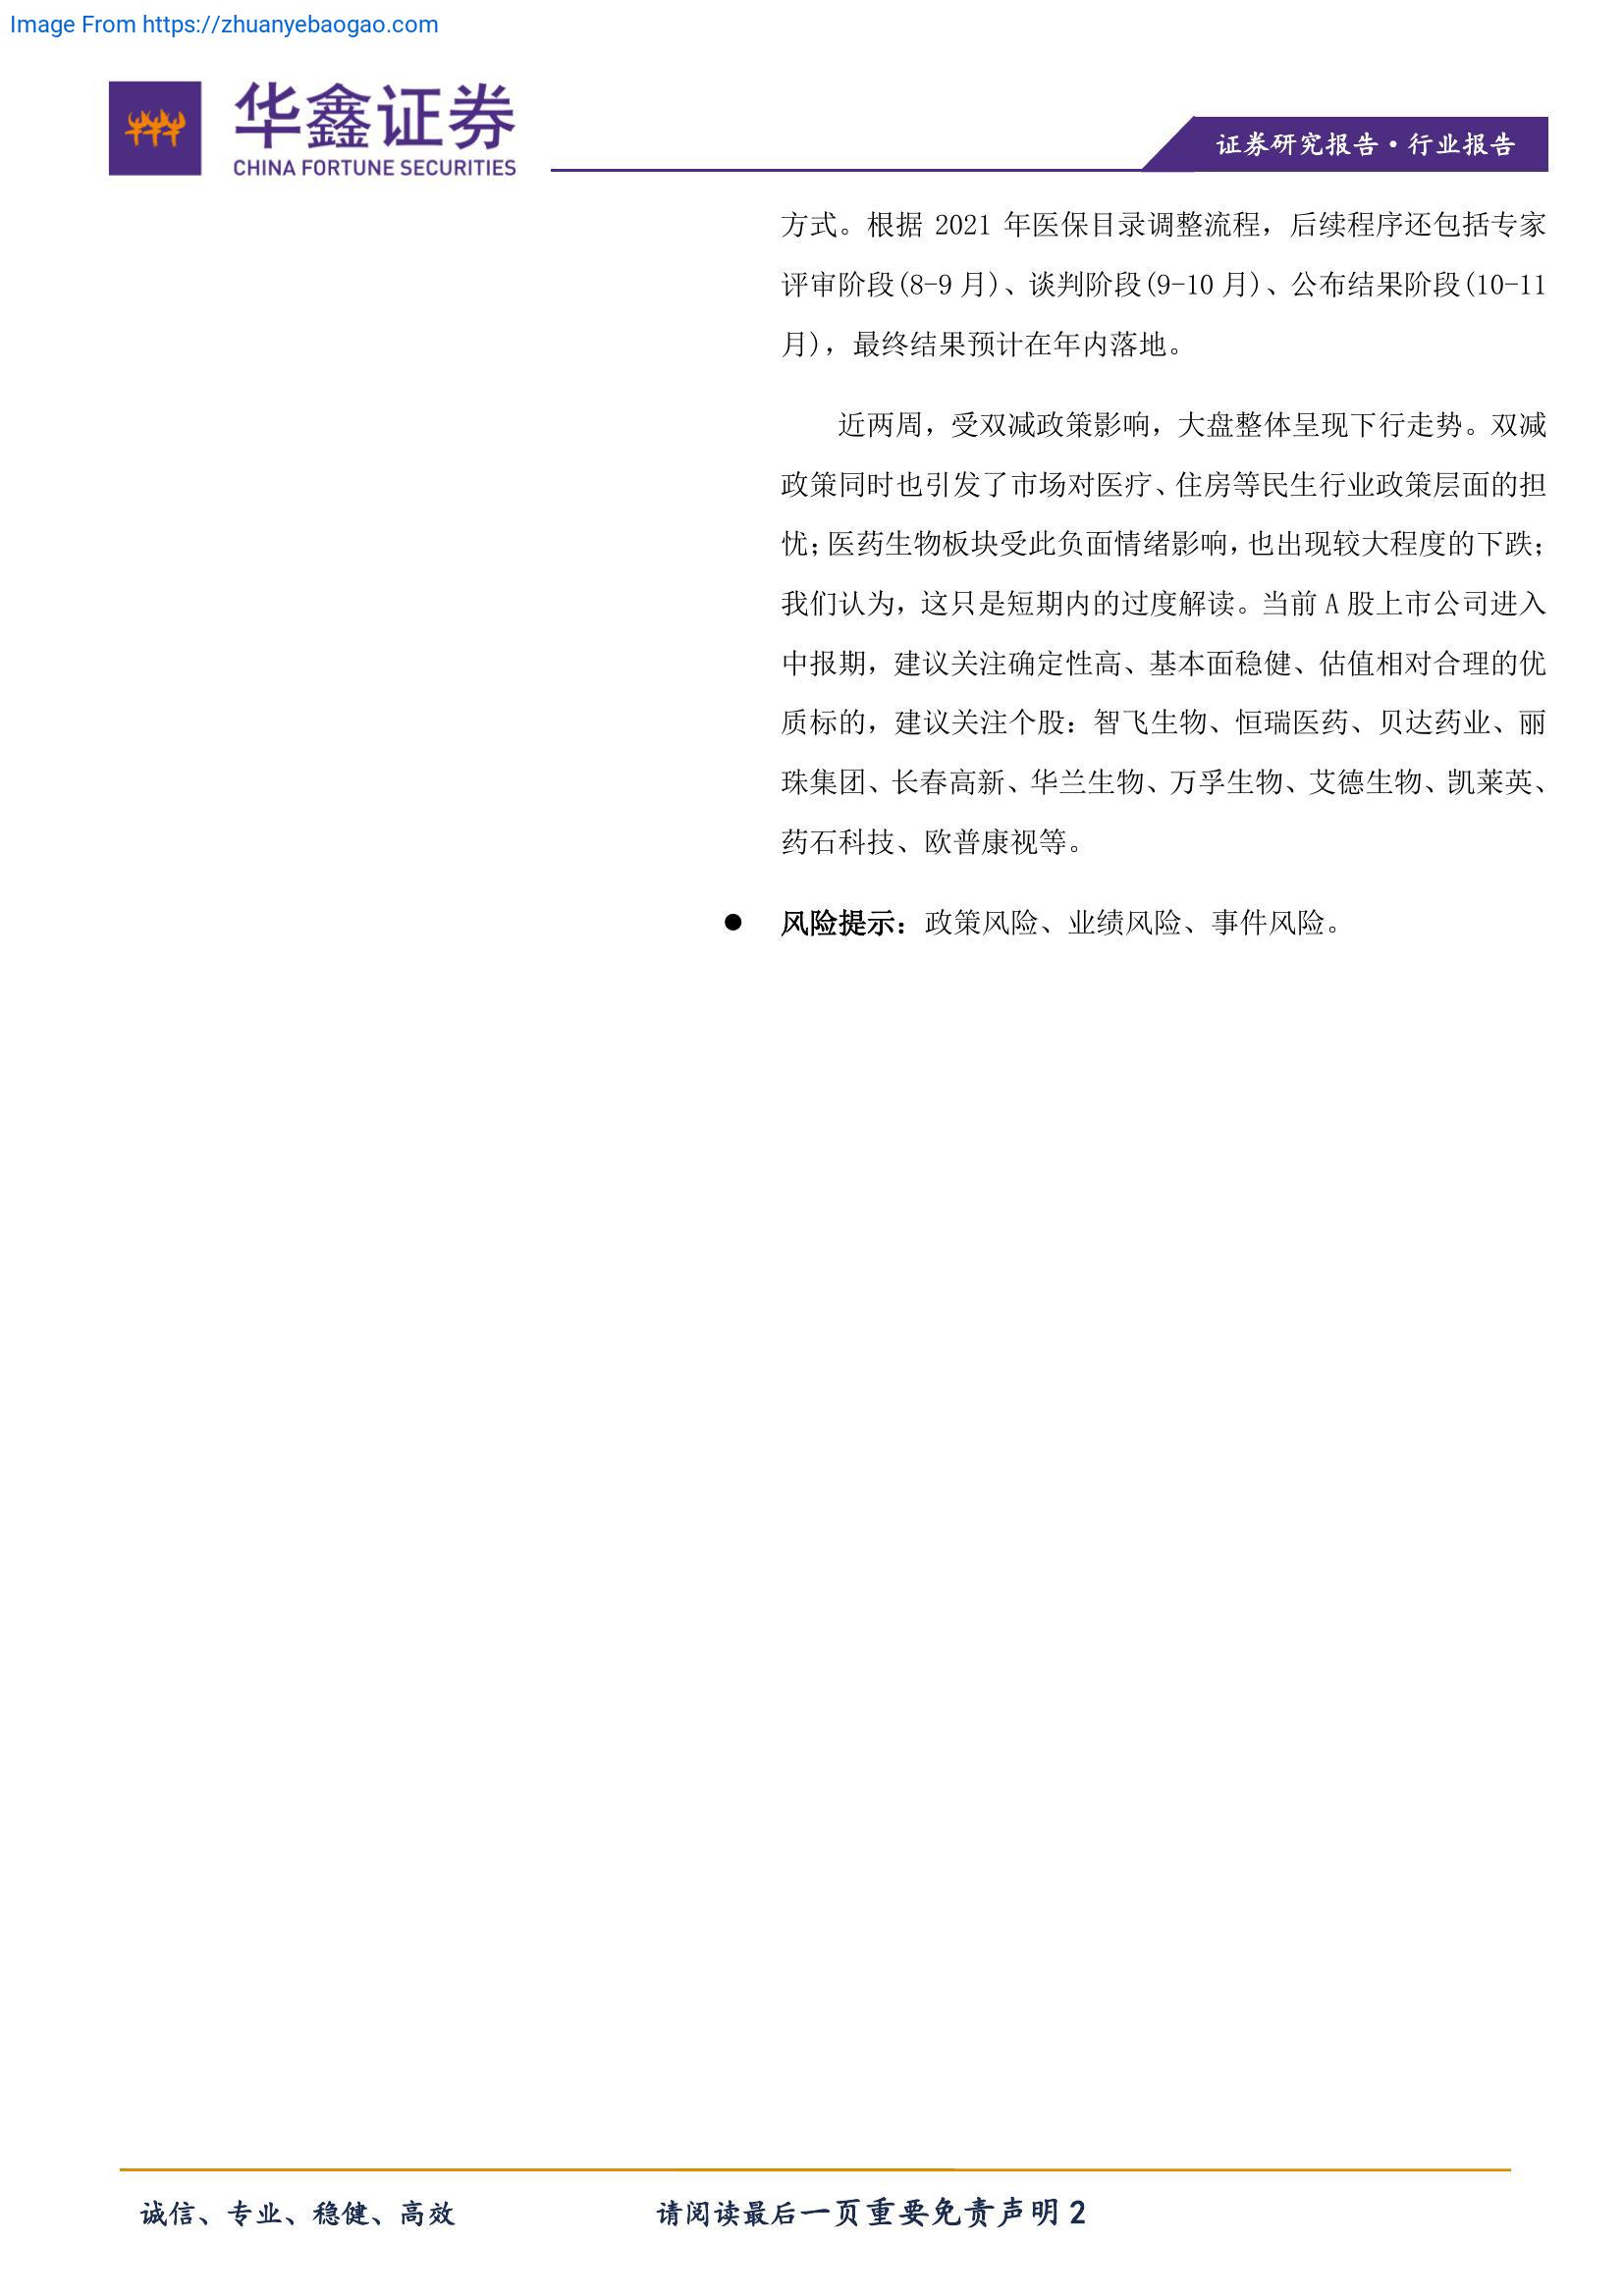 Image From https://zhuanyebaogao.com
华鑫证券
CHINA FORTUNE SECURITIES
证券研究报告·行业报告
方式。根据 2021 年医保目录调整流程，后续程序还包括专家
评审阶段(8-9 月)、谈判阶段(9-10 月)、公布结果阶段(10-11
月)，最终结果预计在年内落地。
近两周，受双减政策影响，大盘整体呈现下行走势。双减
政策同时也引发了市场对医疗、住房等民生行业政策层面的担
忧；医药生物板块受此负面情绪影响，也出现较大程度的下跌；
我们认为，这只是短期内的过度解读。当前 A 股上市公司进入
中报期，建议关注确定性高、基本面稳健、估值相对合理的优
质标的，建议关注个股：智飞生物、恒瑞医药、贝达药业、丽
珠集团、长春高新、华兰生物、万孚生物、艾德生物、凯莱英、
药石科技、欧普康视等。
● 风险提示：政策风险、业绩风险、事件风险。
诚信、专业、稳健、高效
请阅读最后一页重要免责声明 2